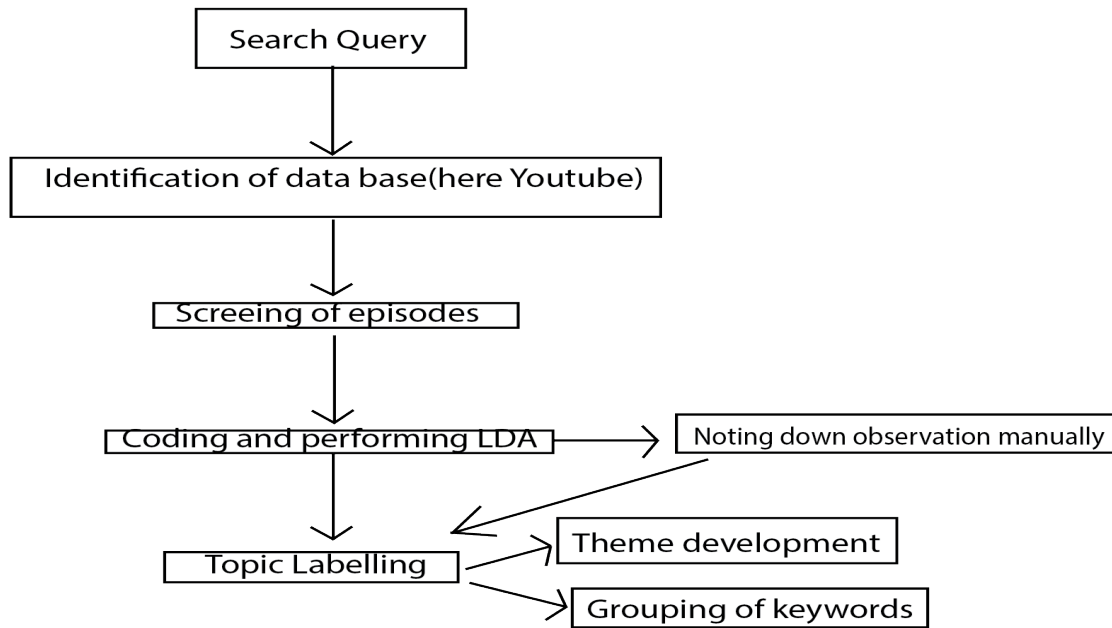 Search Query
Identification of data base(here Youtube)
Screeing of episodes
Coding and performing LDA
Noting down observation manually
Topic Labelling
Theme development
Grouping of keywords